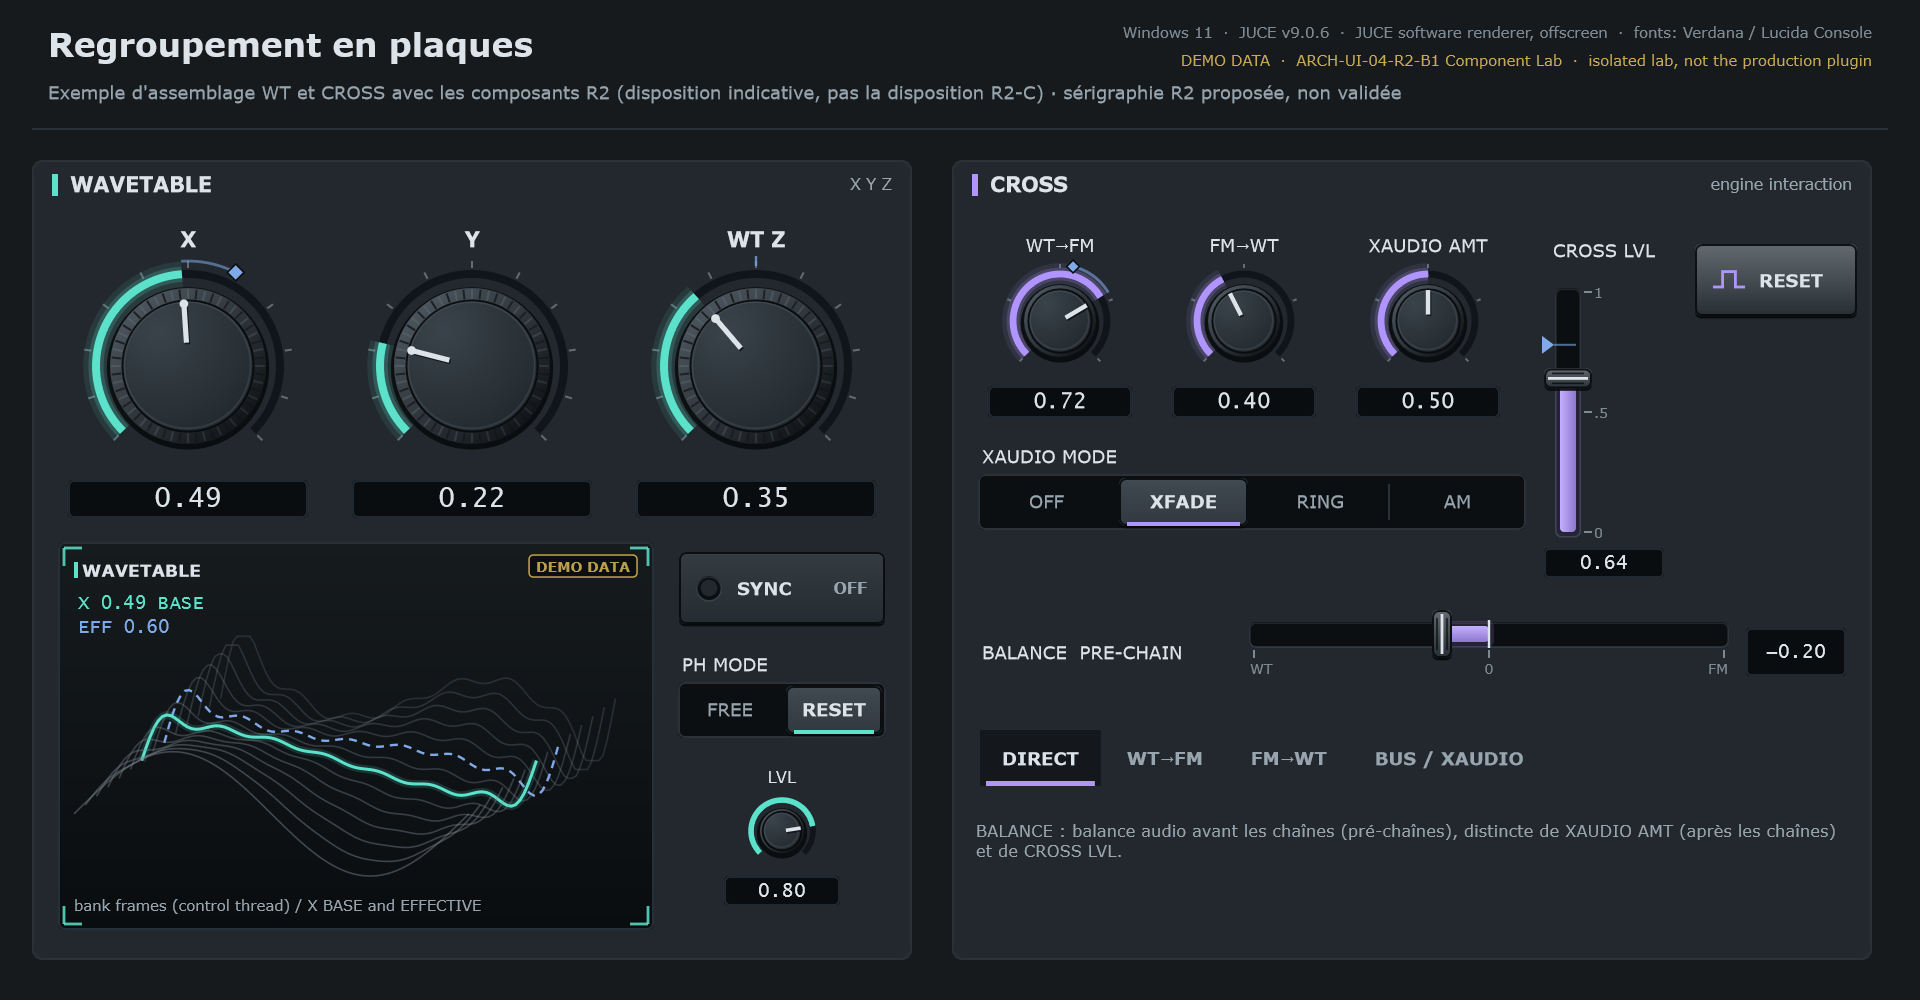 Regroupement en plaques
Windows 11 · JUCE v9.0.6 · JUCE software renderer, offscreen · fonts: Verdana / Lucida Console
DEMO DATA · ARCH-UI-04-R2-B1 Component Lab · isolated lab, not the production plugin
Exemple d'assemblage WT et CROSS avec les composants R2 (disposition indicative, pas la disposition R2-C) · sérigraphie R2 proposée, non validée
WAVETABLE
X Y Z
X
Y
WT Z
0.49
0.22
0.35
WAVETABLE
DEMO DATA
X 0.49 BASE
EFF 0.60
bank frames (control thread) / X BASE and EFFECTIVE
SYNC OFF
PH MODE
FREE
RESET
LVL
0.80
CROSS
engine interaction
WT→FM
FM→WT
XAUDIO AMT
CROSS LVL
RESET
0.72
0.40
0.50
1
.5
0
0.64
XAUDIO MODE
OFF
XFADE
RING
AM
BALANCE PRE-CHAIN
WT
0
FM
−0.20
DIRECT
WT→FM
FM→WT
BUS / XAUDIO
BALANCE : balance audio avant les chaînes (pré-chaînes), distincte de XAUDIO AMT (après les chaînes)
et de CROSS LVL.